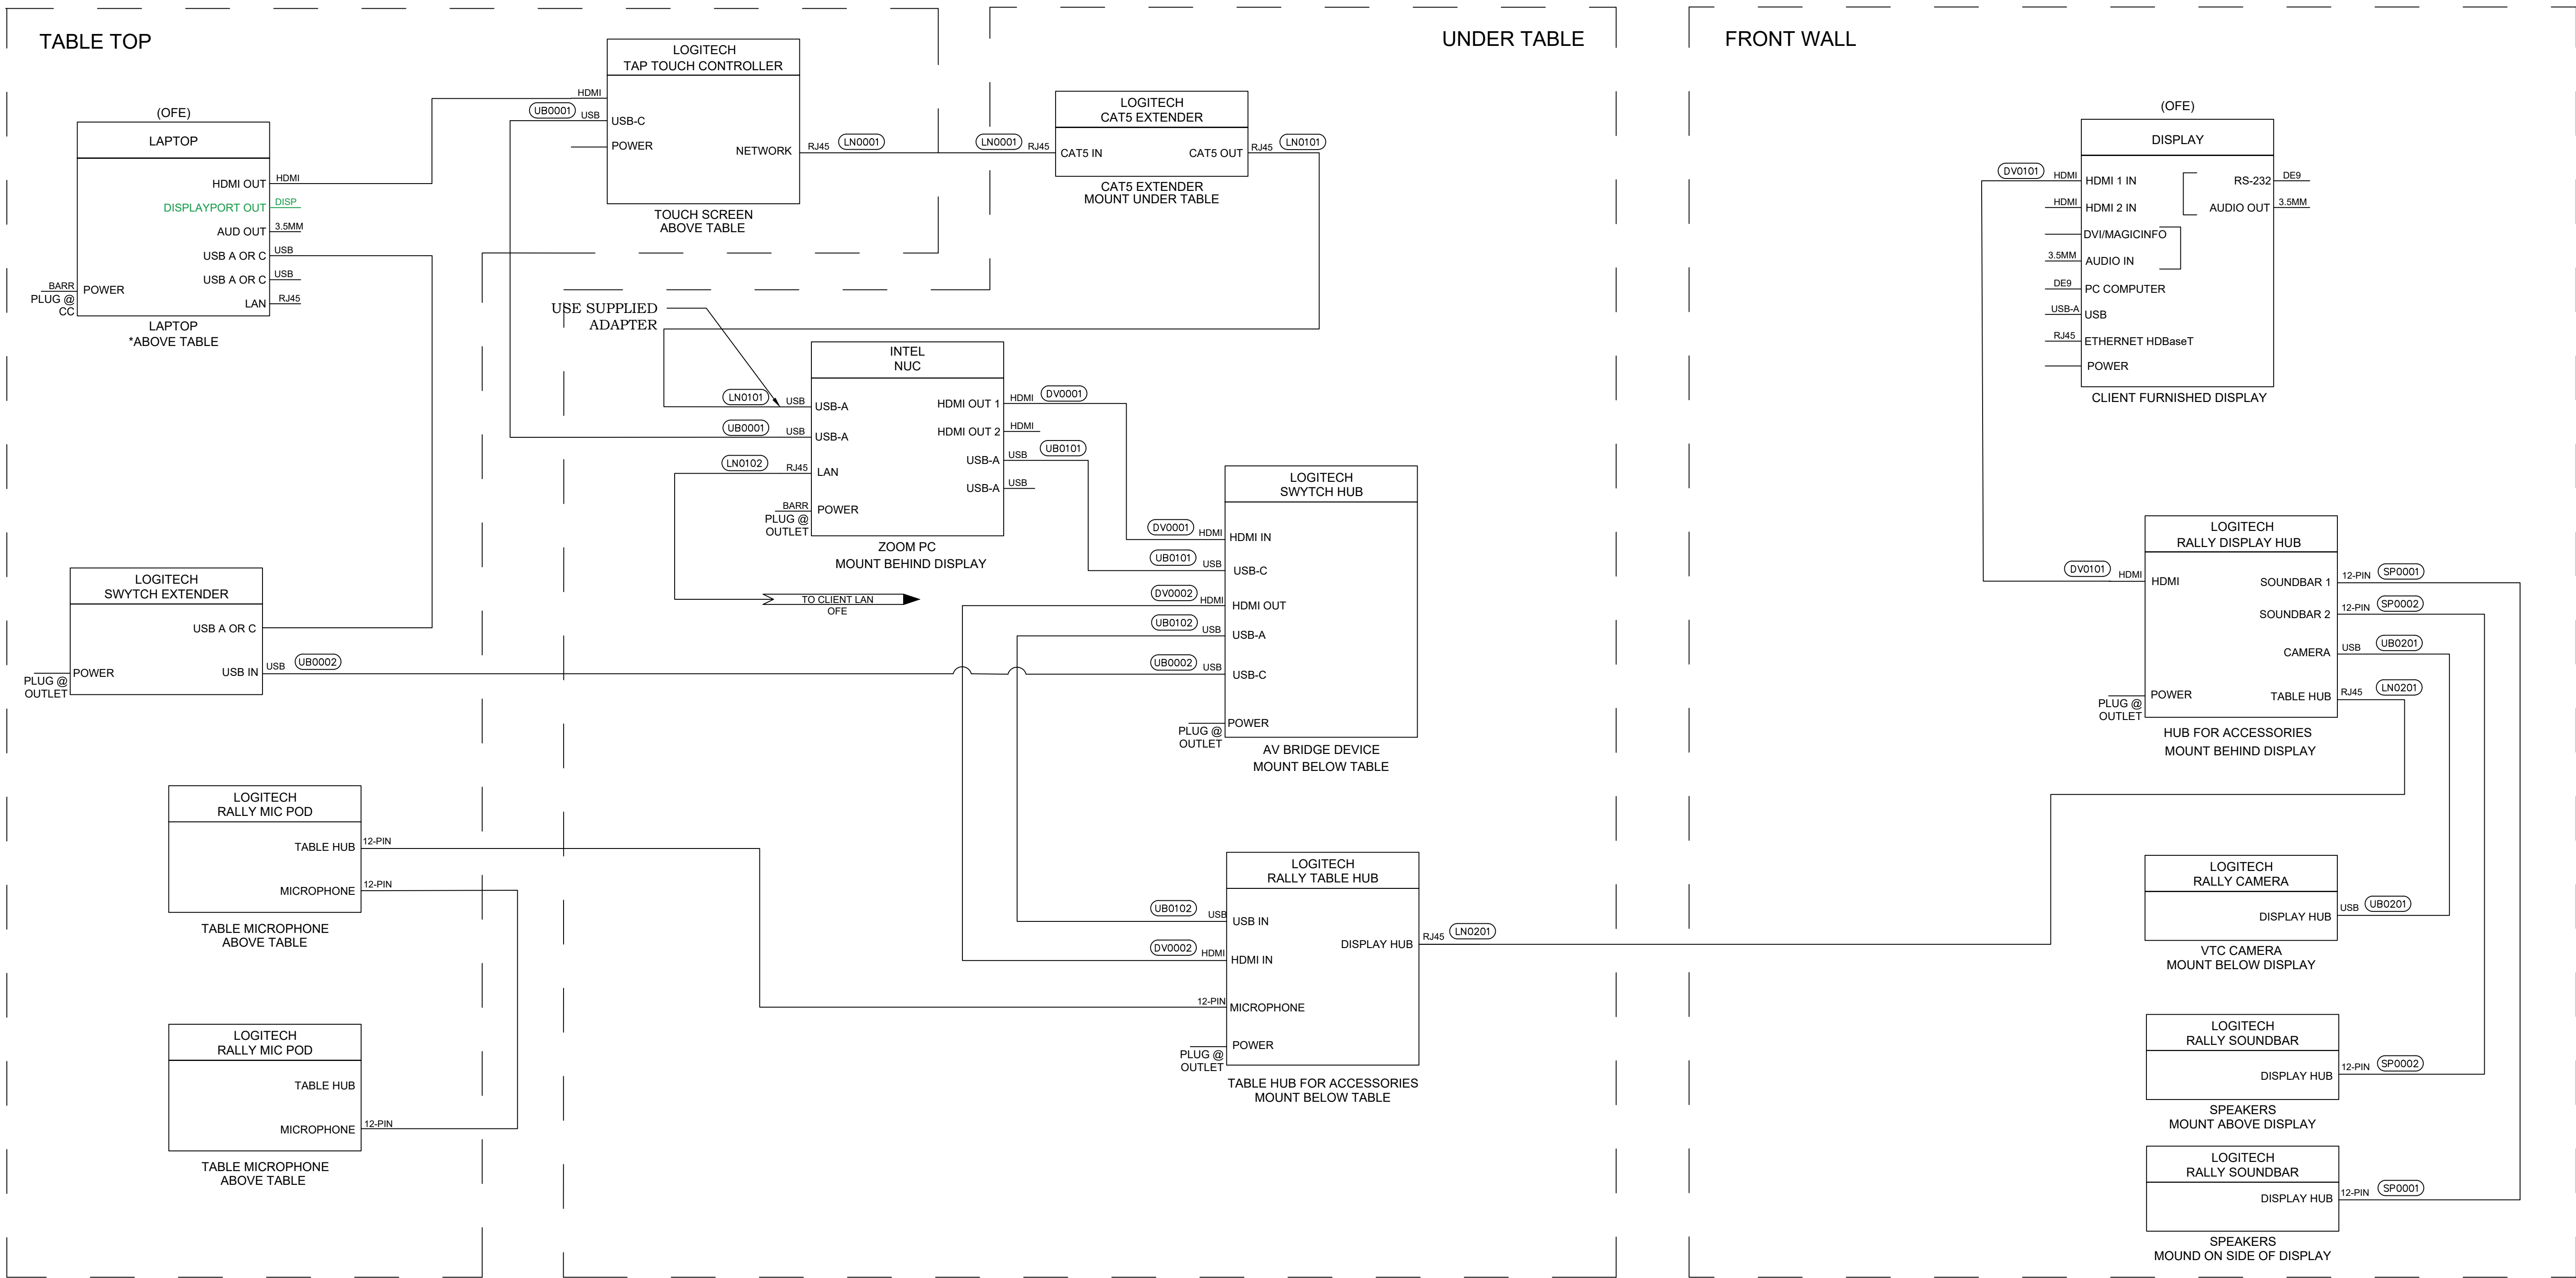 TABLE TOP
(OFE)
LAPTOP
HDMI OUT
HDMI
DISPLAYPORT OUT
DISP
AUD OUT
3.5MM
USB A OR C
USB
USB A OR C
USB
LAN
RJ45
BARR
POWER
PLUG @
CC
LAPTOP
*ABOVE TABLE
LOGITECH
TAP TOUCH CONTROLLER
HDMI
UB0001
USB
USB-C
POWER
NETWORK
RJ45
LN0001
TOUCH SCREEN
ABOVE TABLE
LOGITECH
SWYTCH EXTENDER
USB A OR C
POWER
USB IN
USB
UB0002
PLUG @
OUTLET
LOGITECH
RALLY MIC POD
TABLE HUB
12-PIN
MICROPHONE
12-PIN
TABLE MICROPHONE
ABOVE TABLE
LOGITECH
RALLY MIC POD
TABLE HUB
MICROPHONE
12-PIN
TABLE MICROPHONE
ABOVE TABLE
UNDER TABLE
LOGITECH
CAT5 EXTENDER
LN0001
RJ45
CAT5 IN
CAT5 OUT
RJ45
LN0101
CAT5 EXTENDER
MOUNT UNDER TABLE
USE SUPPLIED
ADAPTER
INTEL
NUC
LN0101
USB
USB-A
UB0001
USB
USB-A
LN0102
RJ45
LAN
BARR
POWER
PLUG @
OUTLET
HDMI OUT 1
HDMI
DV0001
HDMI OUT 2
HDMI
USB-A
USB
UB0101
USB-A
USB
ZOOM PC
MOUNT BEHIND DISPLAY
TO CLIENT LAN
OFE
LOGITECH
SWYTCH HUB
DV0001
HDMI
HDMI IN
UB0101
USB
USB-C
DV0002
HDMI
HDMI OUT
UB0102
USB
USB-A
UB0002
USB
USB-C
POWER
PLUG @
OUTLET
AV BRIDGE DEVICE
MOUNT BELOW TABLE
LOGITECH
RALLY TABLE HUB
UB0102
USB
USB IN
DISPLAY HUB
RJ45
LN0201
DV0002
HDMI
HDMI IN
12-PIN
MICROPHONE
POWER
PLUG @
OUTLET
TABLE HUB FOR ACCESSORIES
MOUNT BELOW TABLE
FRONT WALL
(OFE)
DISPLAY
DV0101
HDMI
HDMI 1 IN
RS-232
DE9
HDMI
HDMI 2 IN
AUDIO OUT
3.5MM
DVI/MAGICINFO
3.5MM
AUDIO IN
DE9
PC COMPUTER
USB-A
USB
RJ45
ETHERNET HDBaseT
POWER
CLIENT FURNISHED DISPLAY
LOGITECH
RALLY DISPLAY HUB
DV0101
HDMI
HDMI
SOUNDBAR 1
12-PIN
SP0001
SOUNDBAR 2
12-PIN
SP0002
CAMERA
USB
UB0201
POWER
TABLE HUB
RJ45
LN0201
PLUG @
OUTLET
HUB FOR ACCESSORIES
MOUNT BEHIND DISPLAY
LOGITECH
RALLY CAMERA
DISPLAY HUB
USB
UB0201
VTC CAMERA
MOUNT BELOW DISPLAY
LOGITECH
RALLY SOUNDBAR
DISPLAY HUB
12-PIN
SP0002
SPEAKERS
MOUNT ABOVE DISPLAY
LOGITECH
RALLY SOUNDBAR
DISPLAY HUB
12-PIN
SP0001
SPEAKERS
MOUND ON SIDE OF DISPLAY